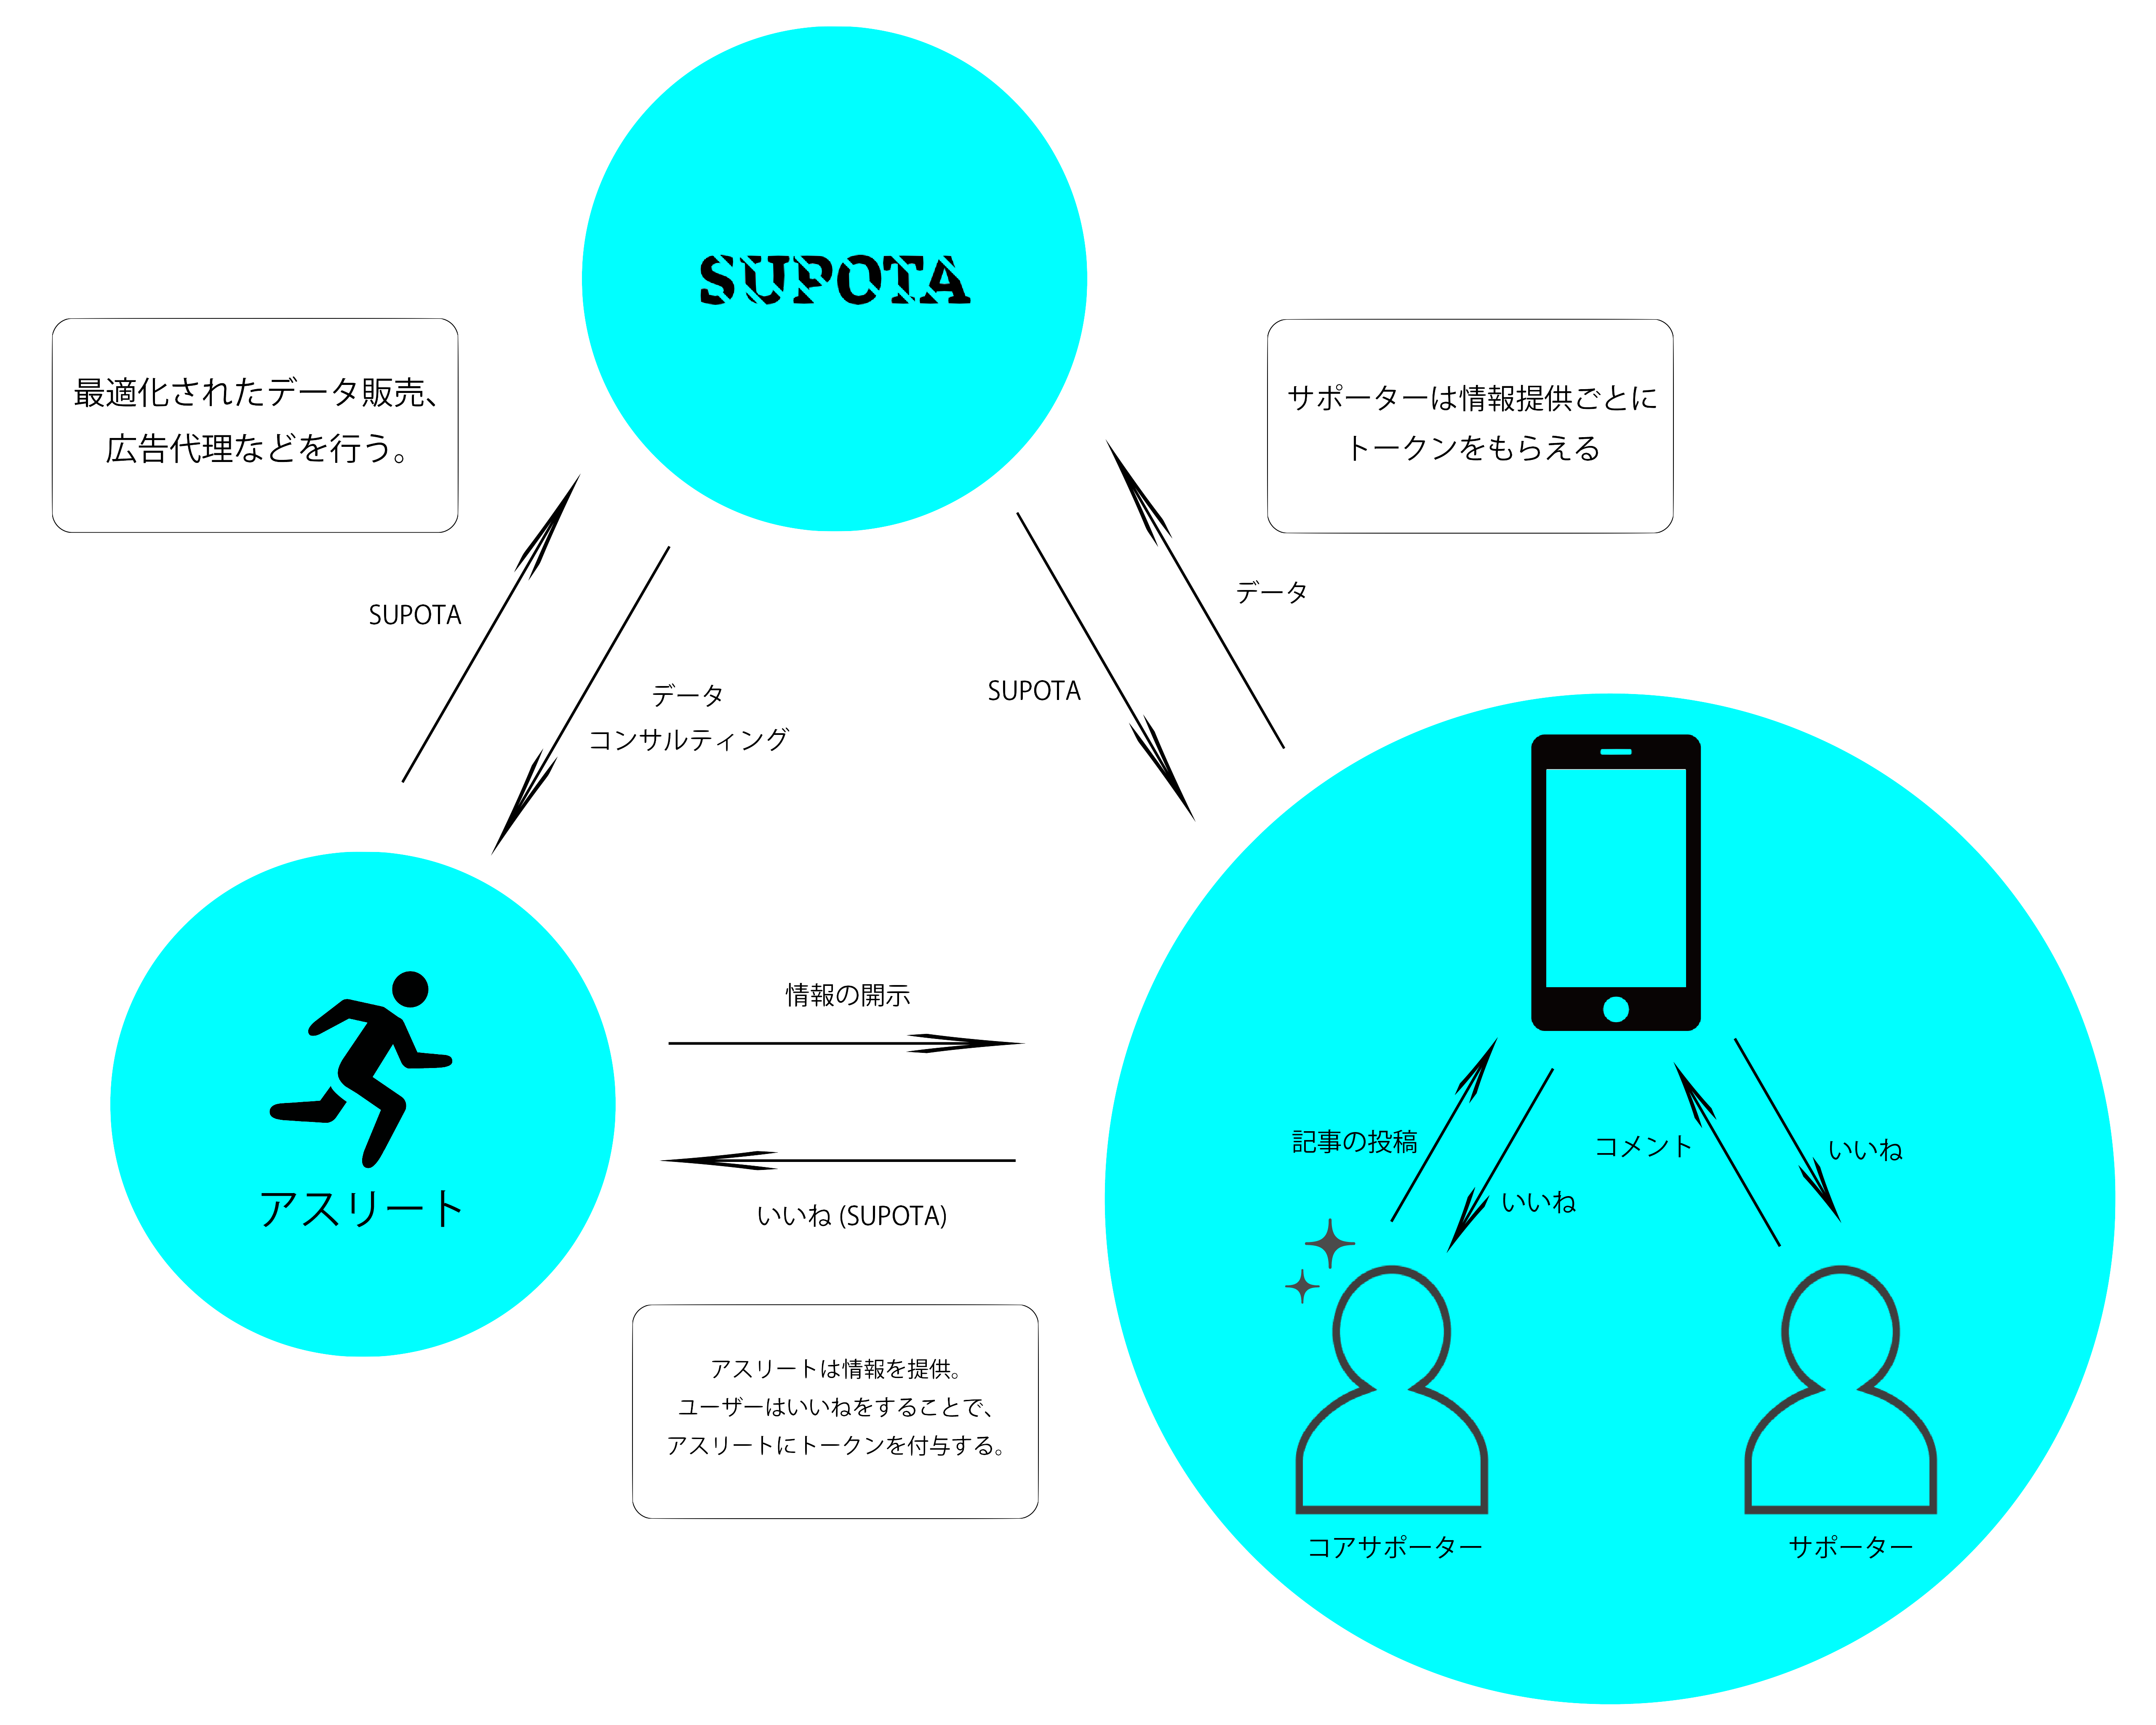 SUPOTA
最適化されたデータ販売、
広告代理などを行う。
サポーターは情報提供ごとに
トークンをもらえる
SUPOTA
データ
コンサルティング
SUPOTA
データ
アスリート
情報の開示
いいね (SUPOTA)
アスリートは情報を提供。
ユーザーはいいねをすることで、
アスリートにトークンを付与する。
記事の投稿
いいね
コメント
いいね
コアサポーター
サポーター